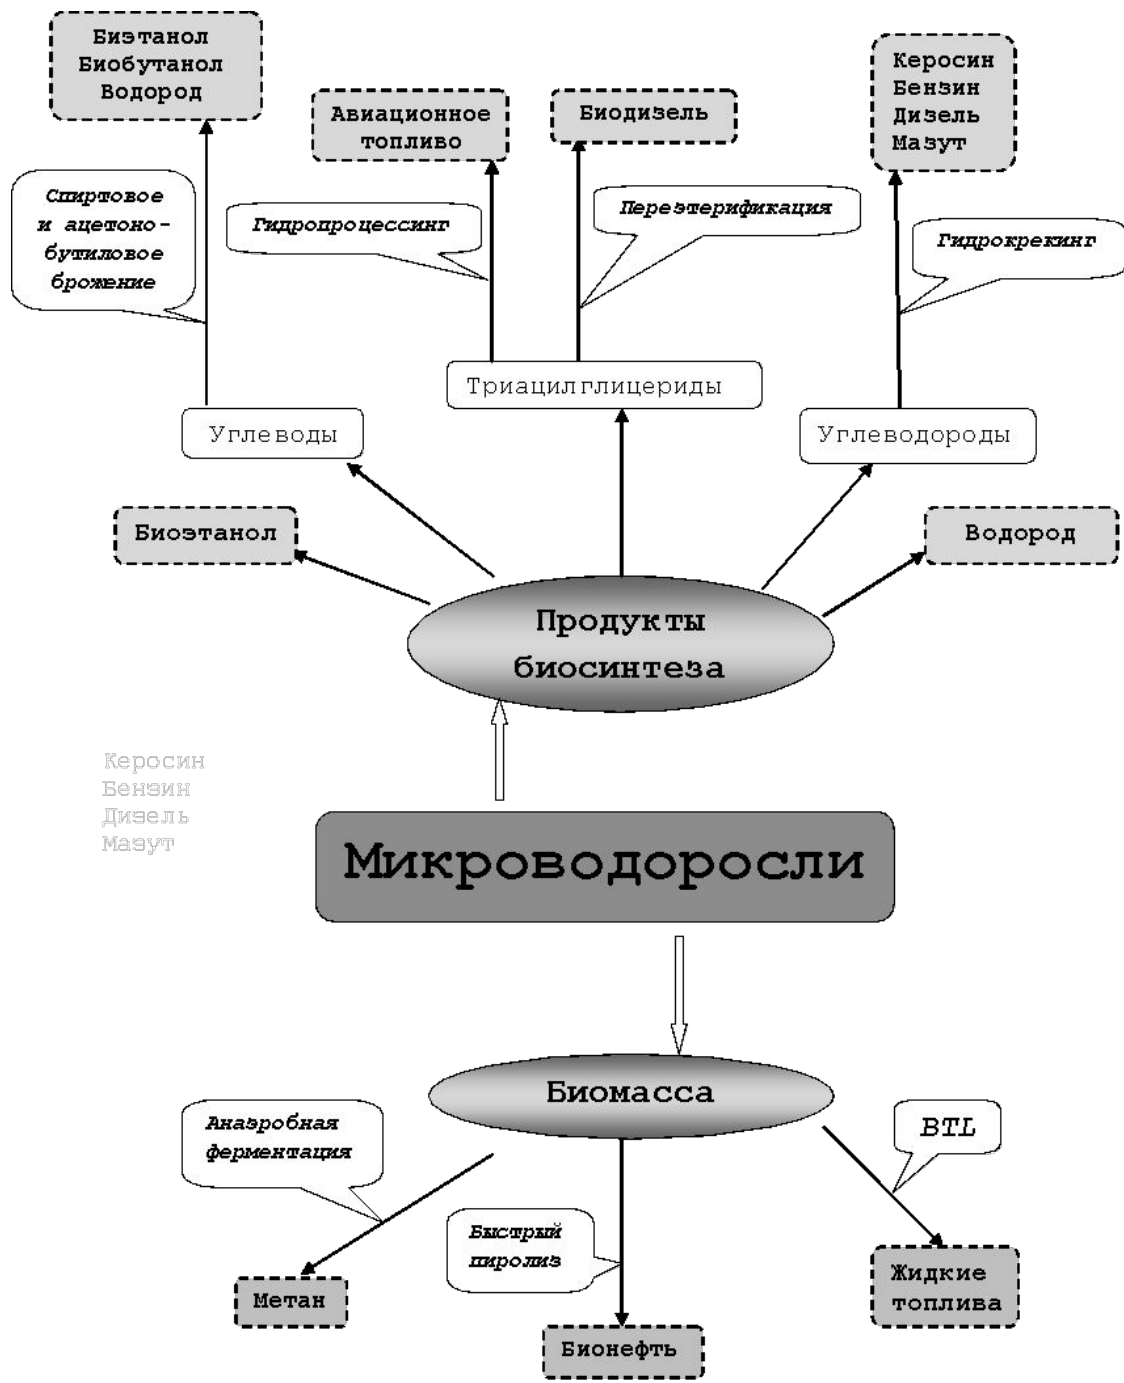 Биэтанол
Биобутанол
Водород
Авиационное
топливо
Биодизель
Керосин
Бензин
Дизель
Мазут
Спиртовое
и ацетоно-
бутиловое
брожение
Гидропроцессинг
Переэтерификация
Гидрокрекинг
Триацилглицериды
Углеводы
Углеводороды
Биоэтанол
Водород
Продукты
биосинтеза
Керосин
Бензин
Дизель
Мазут
Микроводоросли
Биомасса
Анаэробная
ферментация
BTL
Быстрый
пиролиз
Метан
Бионефть
Жидкие
топлива